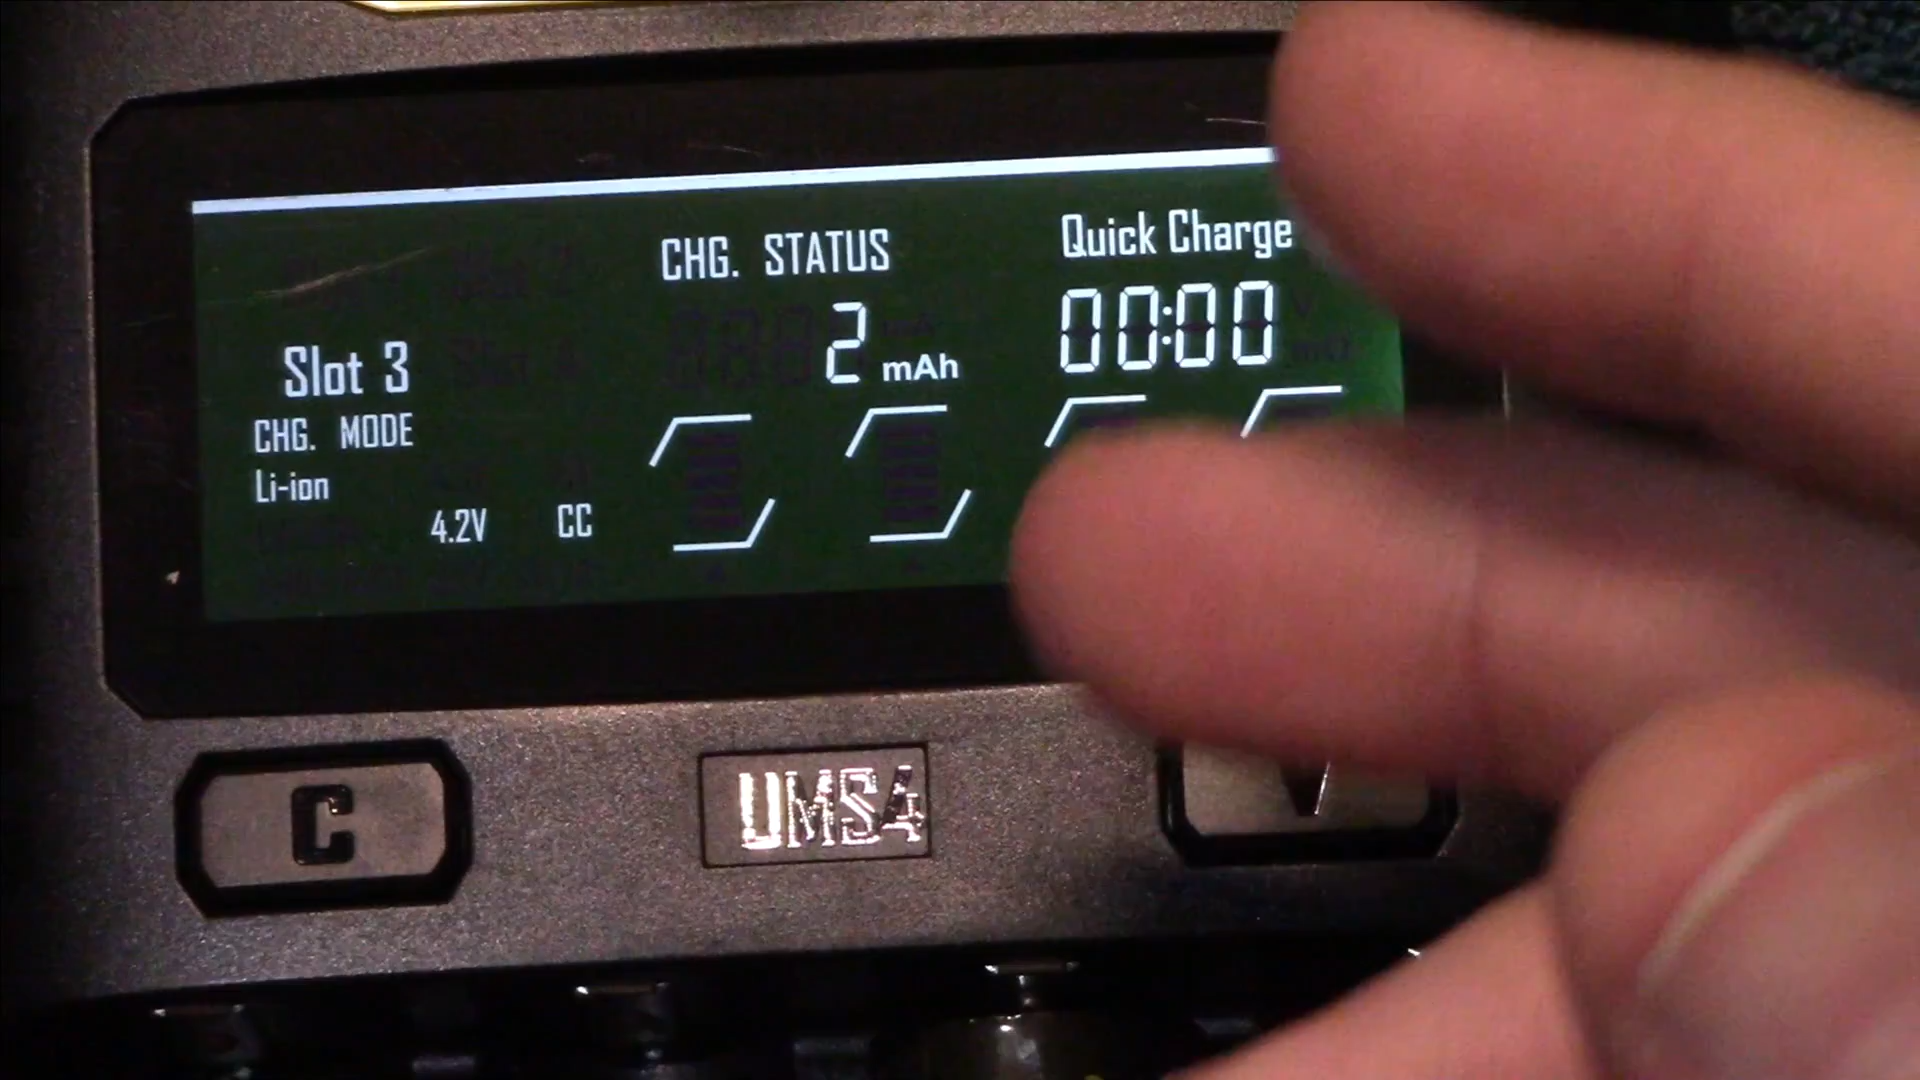 CHG. STATUS
Quick Charge
Slot 3
2 mAh
00:00
CHG. MODE
Li-ion
4.2V CC
C
UMS4
V